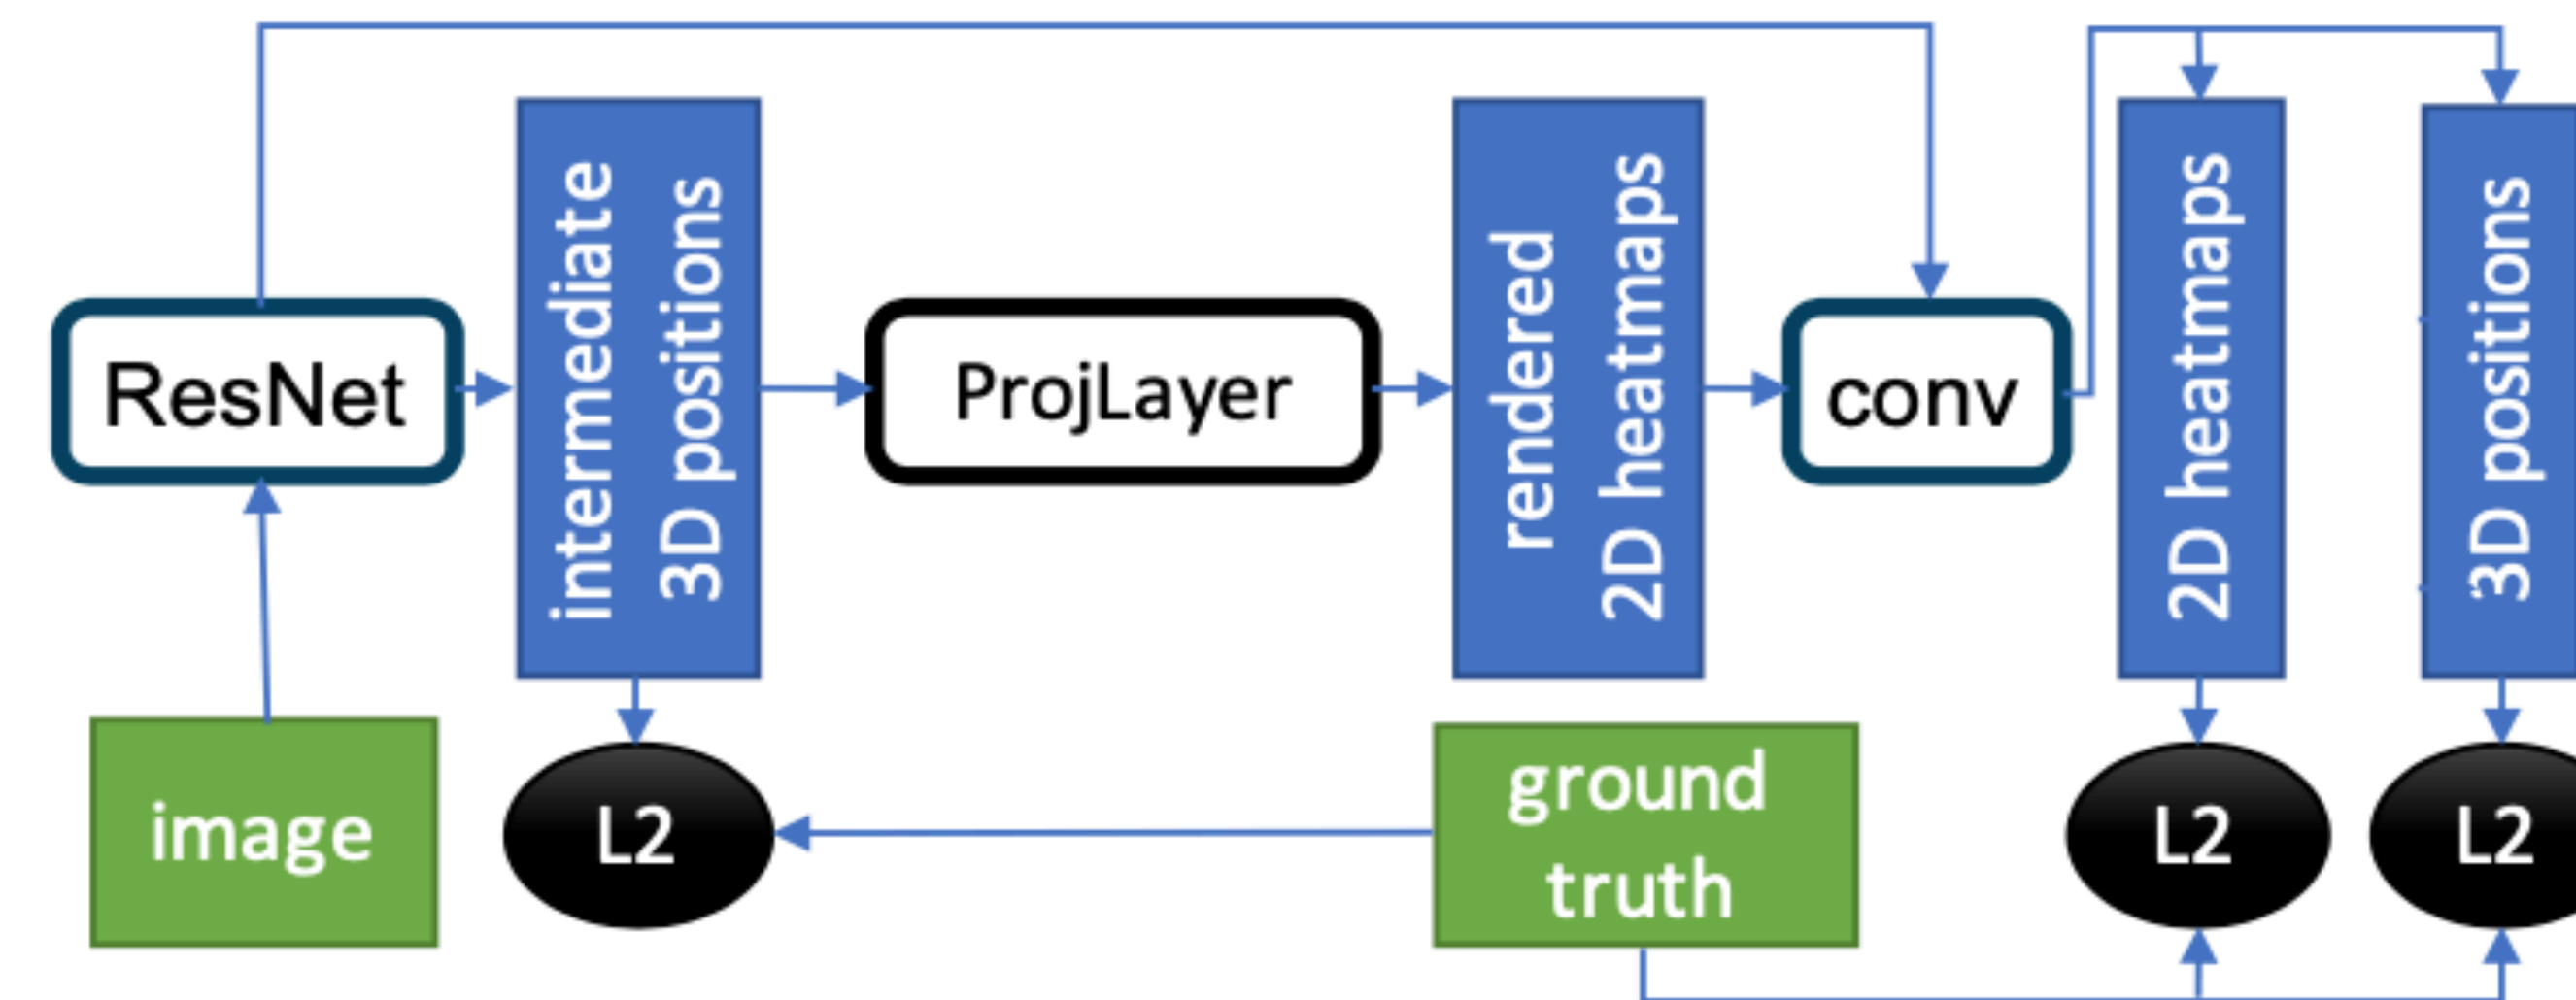 ResNet
intermediate
3D positions
ProjLayer
rendered
2D heatmaps
conv
2D heatmaps
3D positions
image
L2
ground
truth
L2
L2